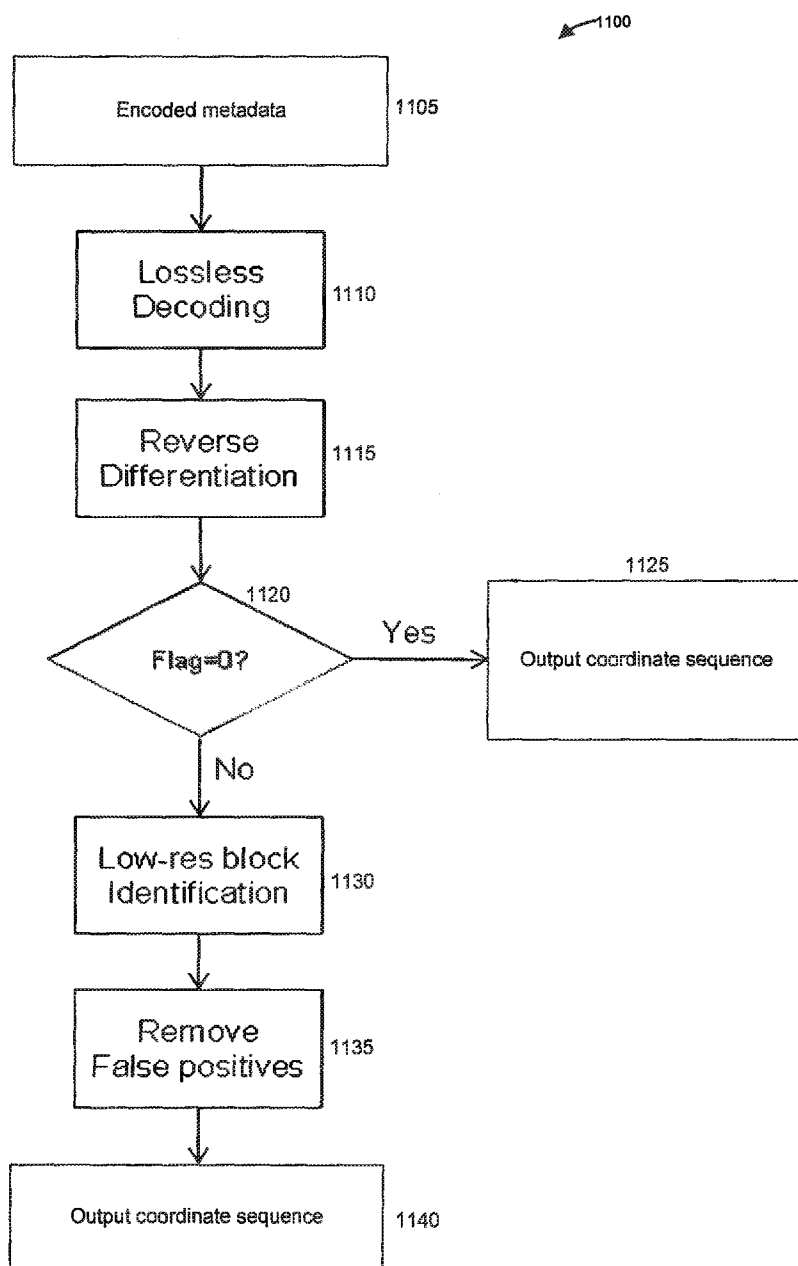 1100
Encoded metadata
1105
Lossless
Decoding
1110
Reverse
Differentiation
1115
1120
Flag=0?
Yes
1125
Output coordinate sequence
No
Low-res block
Identification
1130
Remove
False positives
1135
Output coordinate sequence
1140